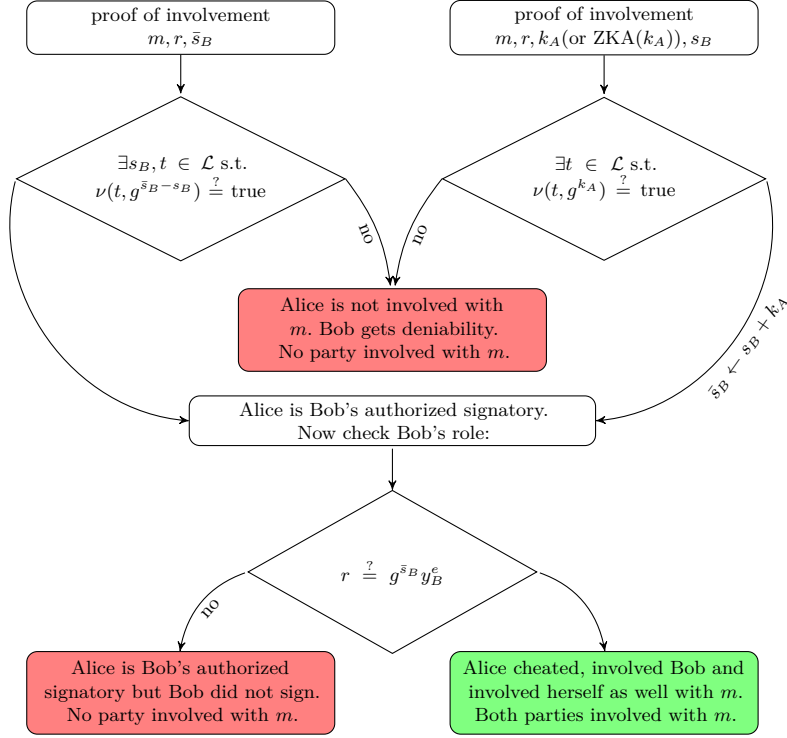 proof of involvement
m, r, s̄_B
proof of involvement
m, r, k_A(or ZKA(k_A)), s_B
∃s_B, t ∈ ℒ s.t.
ν(t, g^{s̄_B−s_B}) ≟ true
∃t ∈ ℒ s.t.
ν(t, g^{k_A}) ≟ true
no
no
Alice is not involved with
m. Bob gets deniability.
No party involved with m.
s̄_B ← s_B + k_A
Alice is Bob's authorized signatory.
Now check Bob's role:
r ≟ g^{s̄_B} y_B^e
no
Alice is Bob's authorized
signatory but Bob did not sign.
No party involved with m.
Alice cheated, involved Bob and
involved herself as well with m.
Both parties involved with m.